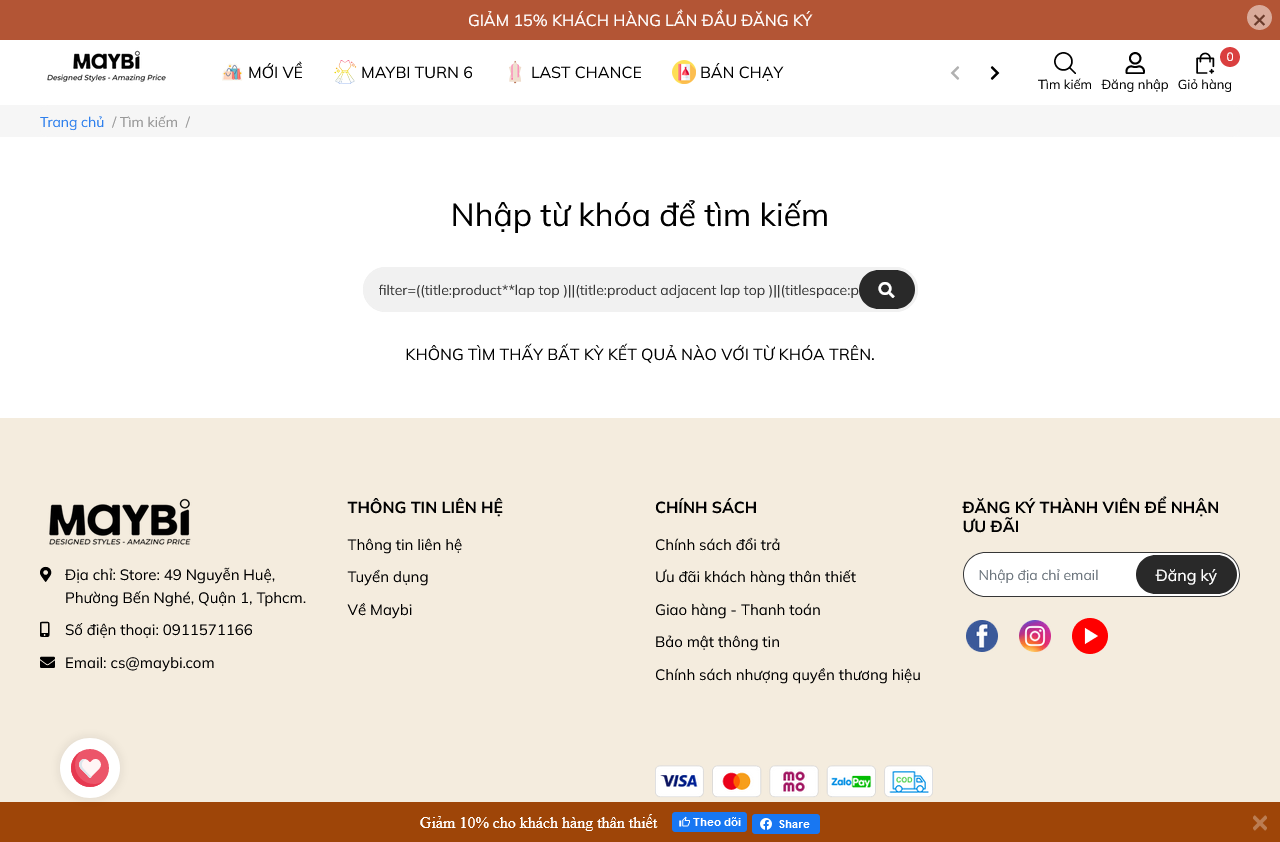 GIẢM 15% KHÁCH HÀNG LẦN ĐẦU ĐĂNG KÝ
MAYBI
Designed Styles - Amazing Price
MỚI VỀ
MAYBI TURN 6
LAST CHANCE
BÁN CHẠY
Tìm kiếm
Đăng nhập
0
Giỏ hàng
Trang chủ / Tìm kiếm /
Nhập từ khóa để tìm kiếm
filter=((title:product**lap top )||(title:product adjacent lap top )||(titlespace:p
KHÔNG TÌM THẤY BẤT KỲ KẾT QUẢ NÀO VỚI TỪ KHÓA TRÊN.
MAYBI
DESIGNED STYLES - AMAZING PRICE
Địa chỉ: Store: 49 Nguyễn Huệ,
Phường Bến Nghé, Quận 1, Tphcm.
Số điện thoại: 0911571166
Email: cs@maybi.com
THÔNG TIN LIÊN HỆ
Thông tin liên hệ
Tuyển dụng
Về Maybi
CHÍNH SÁCH
Chính sách đổi trả
Ưu đãi khách hàng thân thiết
Giao hàng - Thanh toán
Bảo mật thông tin
Chính sách nhượng quyền thương hiệu
ĐĂNG KÝ THÀNH VIÊN ĐỂ NHẬN
ƯU ĐÃI
Nhập địa chỉ email
Đăng ký
VISA
mo
mo
ZaloPay
COD
Giảm 10% cho khách hàng thân thiết
Theo dõi
Share